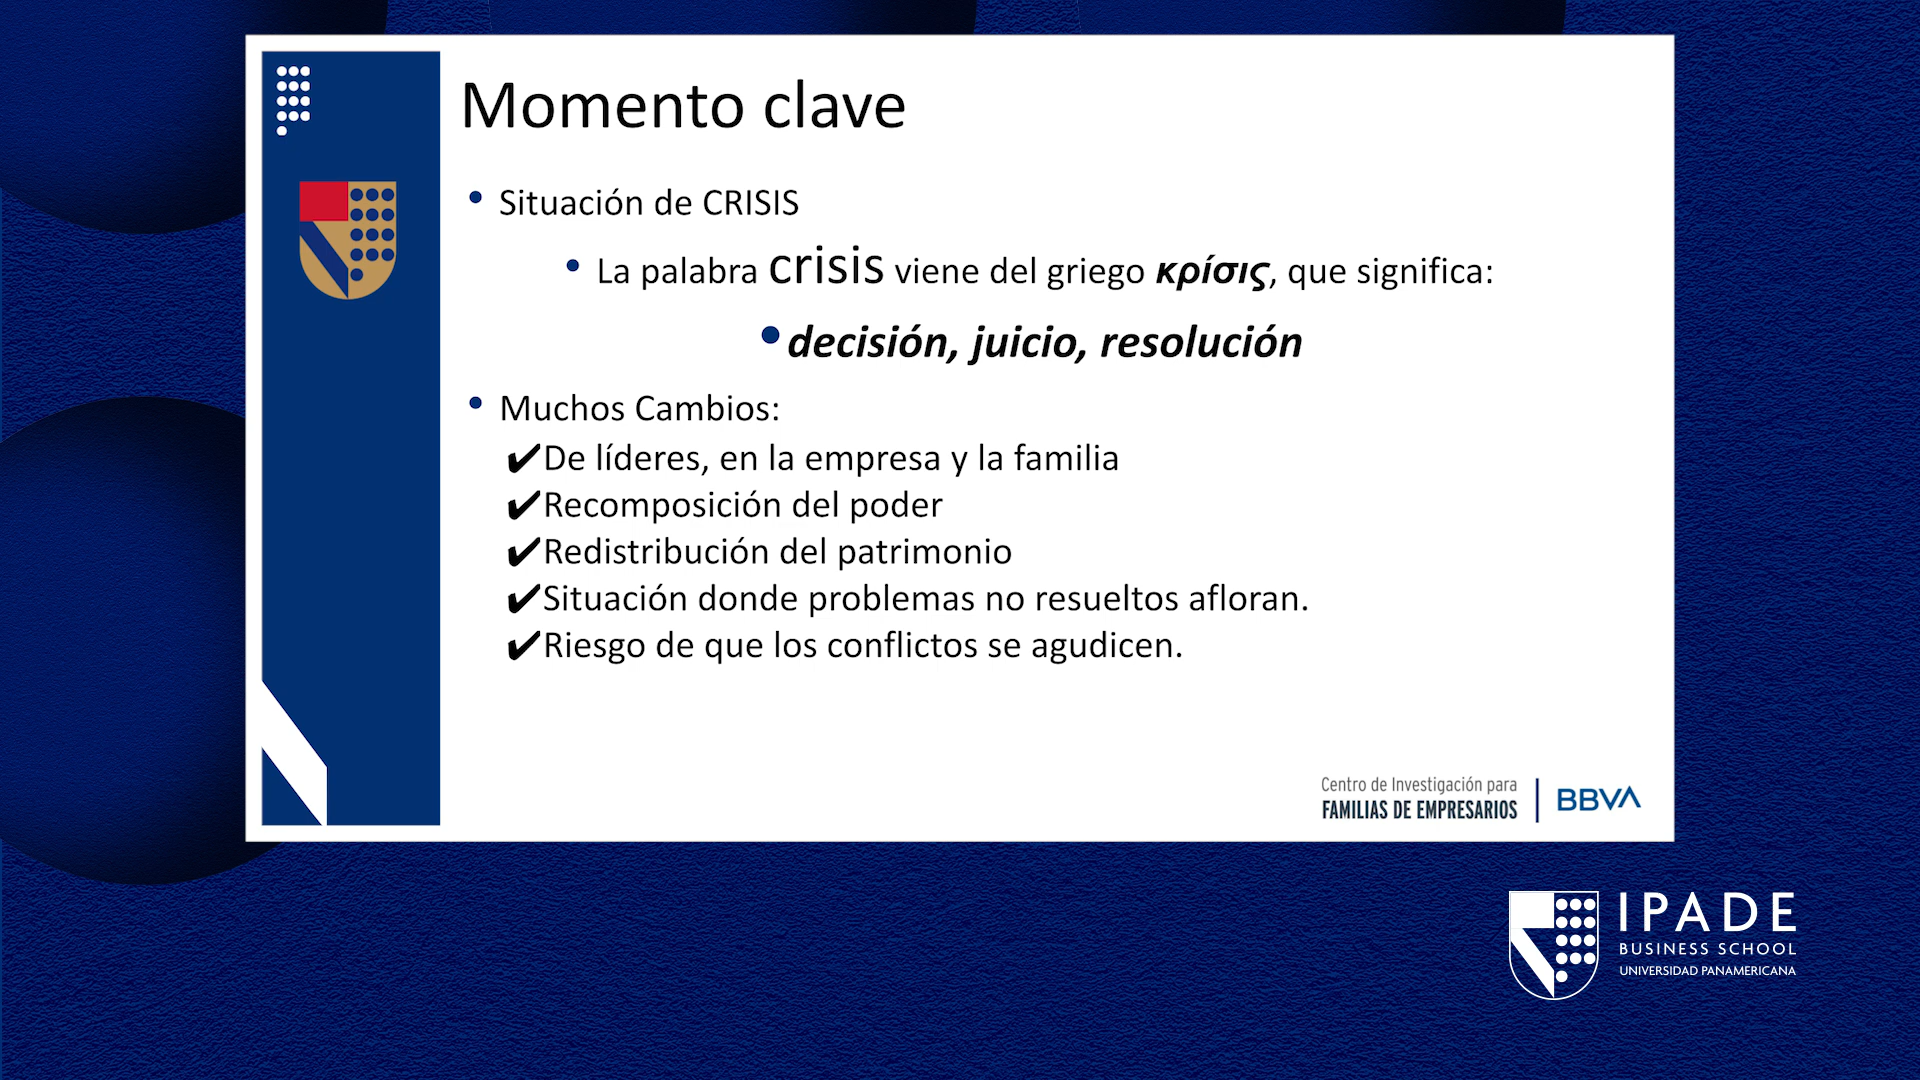 Momento clave
• Situación de CRISIS
• La palabra crisis viene del griego κρίσις, que significa:
• decisión, juicio, resolución
• Muchos Cambios:
✔De líderes, en la empresa y la familia
✔Recomposición del poder
✔Redistribución del patrimonio
✔Situación donde problemas no resueltos afloran.
✔Riesgo de que los conflictos se agudicen.
Centro de Investigación para
FAMILIAS DE EMPRESARIOS
BBVA
IPADE
BUSINESS SCHOOL
UNIVERSIDAD PANAMERICANA